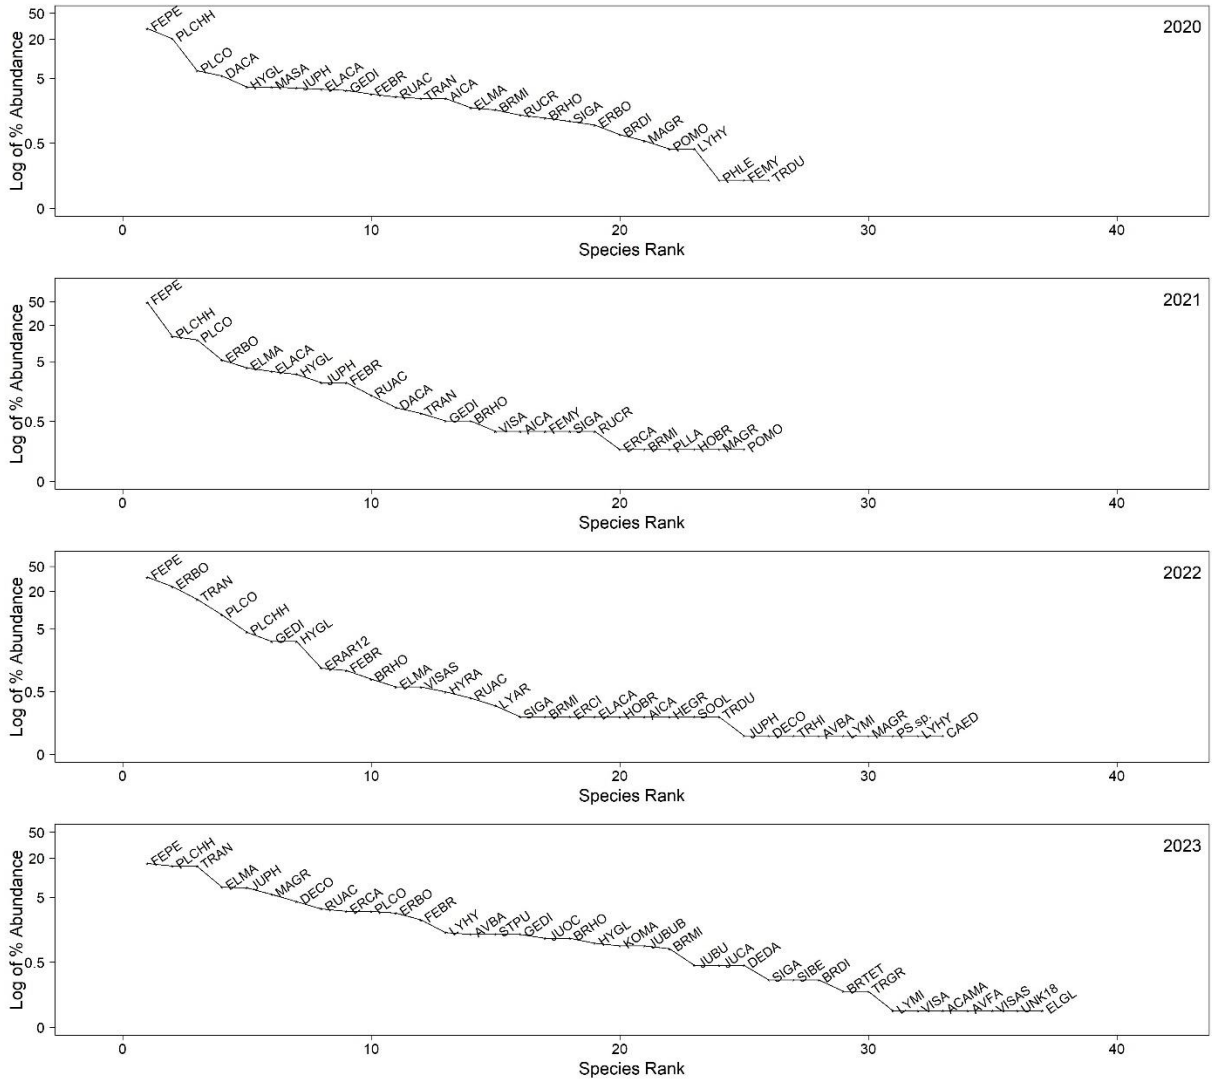 2020
Log of % Abundance
50
20
5
0.5
0
FEPE PLCHH PLCO DACA HYGL MASA JUPH ELACA GEDI FEBR RUAC TRAN AICA ELMA BRMI RUCR BRHO SIGA ERBO BRDI MAGR POMO LYHY PHLE FEMY TRDU
0 10 20 30 40
Species Rank
2021
Log of % Abundance
50
20
5
0.5
0
FEPE PLCHH PLCO ERBO ELMA ELACA HYGL JUPH FEBR RUAC DACA TRAN GEDI BRHO VISA AICA FEMY SIGA RUCR ERCA BRMI PLLA HOBR MAGR POMO
0 10 20 30 40
Species Rank
2022
Log of % Abundance
50
20
5
0.5
0
FEPE ERBO TRAN PLCO PLCHH GEDI HYGL ERAR12 FEBR BRHO ELMA VISAS HYRA RUAC LYAR SIGA BRMI ERCI ELACA HOBR AICA HEGR SOOL TRDU JUPH DECO TRHI AVBA LYMI MAGR PS.sp. LYHY CAED
0 10 20 30 40
Species Rank
2023
Log of % Abundance
50
20
5
0.5
0
FEPE PLCHH TRAN ELMA JUPH MAGR DECO RUAC ERCA PLCO ERBO FEBR LYHY AVBA STPU GEDI JUOC BRHO HYGL KOMA JUBUB BRMI JUBU JUCA DEDA SIGA SIBE BRDI BRTET TRGR LYMI VISA ACAMA AVFA VISAS UNK18 ELGL
0 10 20 30 40
Species Rank